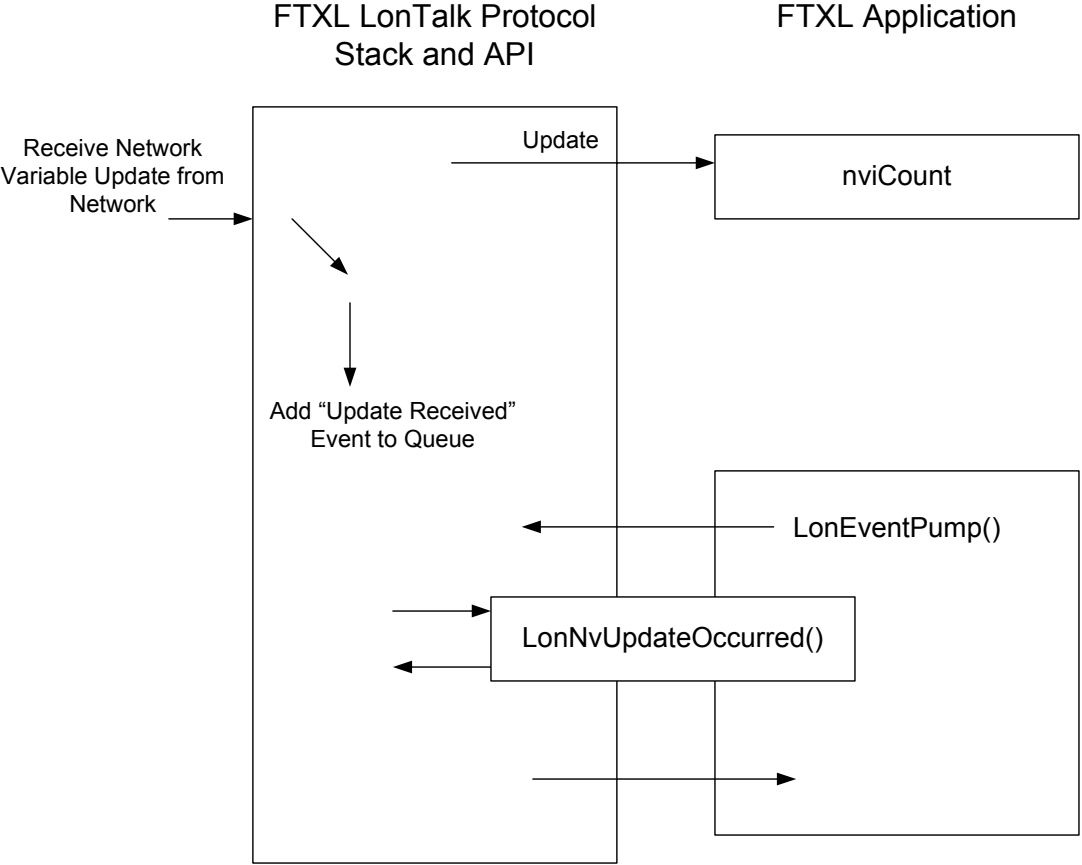 FTXL LonTalk Protocol
Stack and API
FTXL Application
Receive Network
Variable Update from
Network
Update
nviCount
Add “Update Received”
Event to Queue
LonEventPump()
LonNvUpdateOccurred()